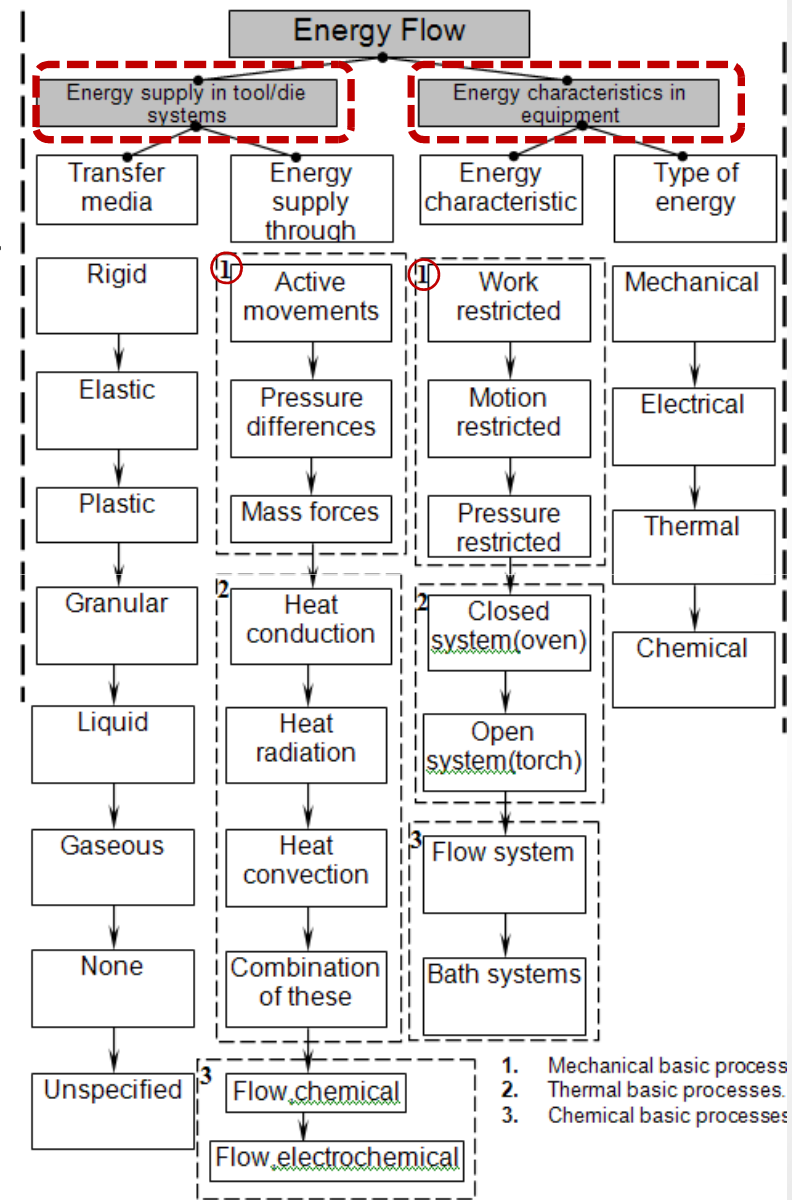 Energy Flow
Energy supply in tool/die
systems
Energy characteristics in
equipment
Transfer
media
Energy
supply
through
Energy
characteristic
Type of
energy
Rigid
Elastic
Plastic
Granular
Liquid
Gaseous
None
Unspecified
1
Active
movements
Pressure
differences
Mass forces
2
Heat
conduction
Heat
radiation
Heat
convection
Combination
of these
3
Flow,chemical
Flow,electrochemical
1
Work
restricted
Motion
restricted
Pressure
restricted
2
Closed
system(oven)
Open
system(torch)
3
Flow system
Bath systems
Mechanical
Electrical
Thermal
Chemical
1. Mechanical basic process
2. Thermal basic processes.
3. Chemical basic processes